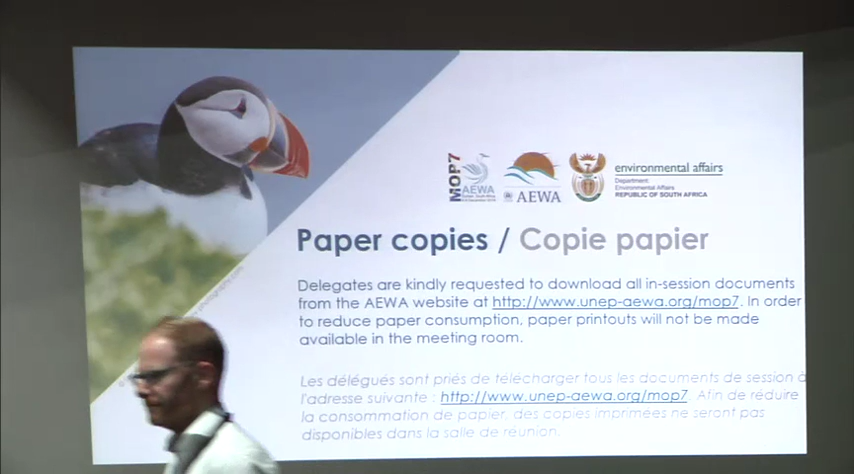 MOP7
AEWA
AEWA
environmental affairs
Department:
Environmental Affairs
REPUBLIC OF SOUTH AFRICA
Paper copies / Copie papier
Delegates are kindly requested to download all in-session documents
from the AEWA website at http://www.unep-aewa.org/mop7. In order
to reduce paper consumption, paper printouts will not be made
available in the meeting room.
Les délégués sont priés de télécharger tous les documents de session à
l'adresse suivante : http://www.unep-aewa.org/mop7. Afin de réduire
la consommation de papier, des copies imprimées ne seront pas
disponibles dans la salle de réunion.